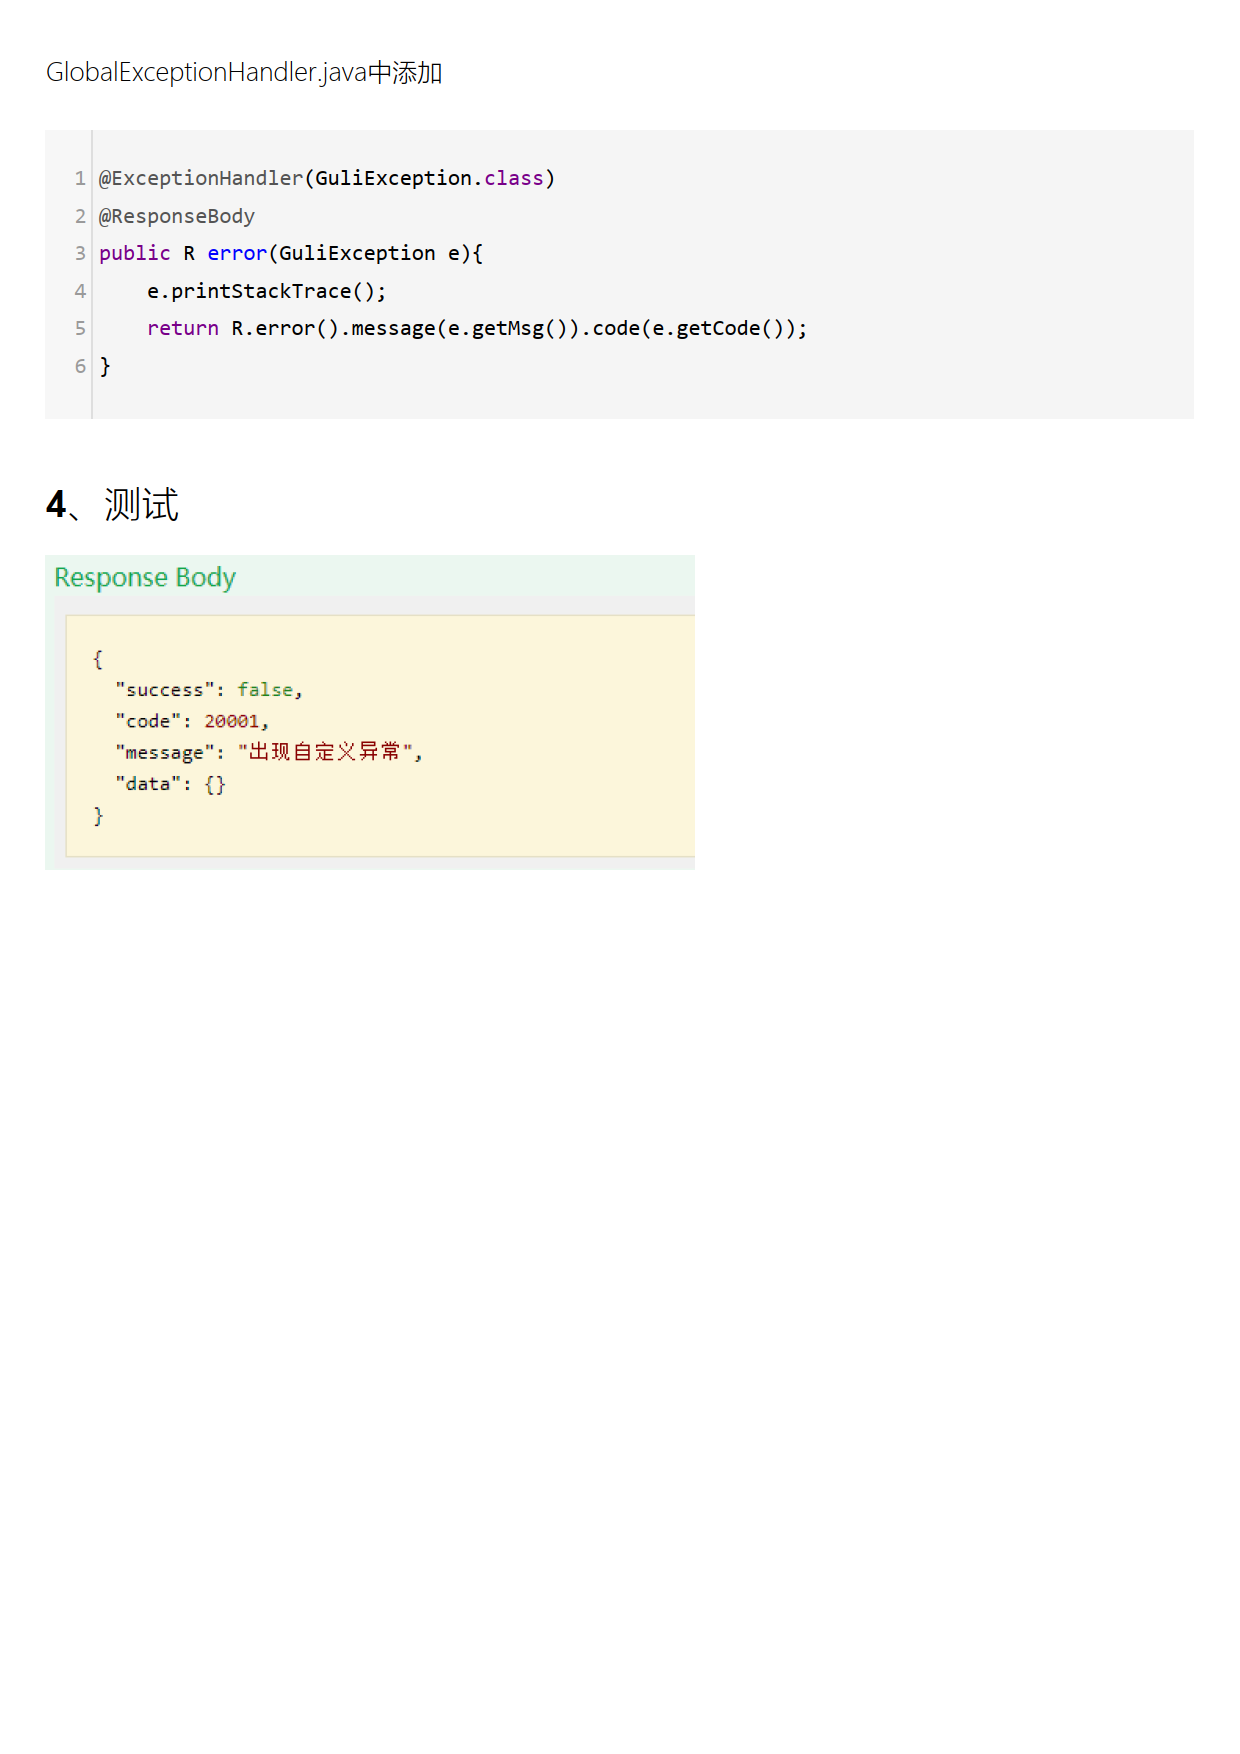 GlobalExceptionHandler.java中添加
1 @ExceptionHandler(GuliException.class)
2 @ResponseBody
3 public R error(GuliException e){
4     e.printStackTrace();
5     return R.error().message(e.getMsg()).code(e.getCode());
6 }
4、测试
Response Body
{
  "success": false,
  "code": 20001,
  "message": "出现自定义异常",
  "data": {}
}